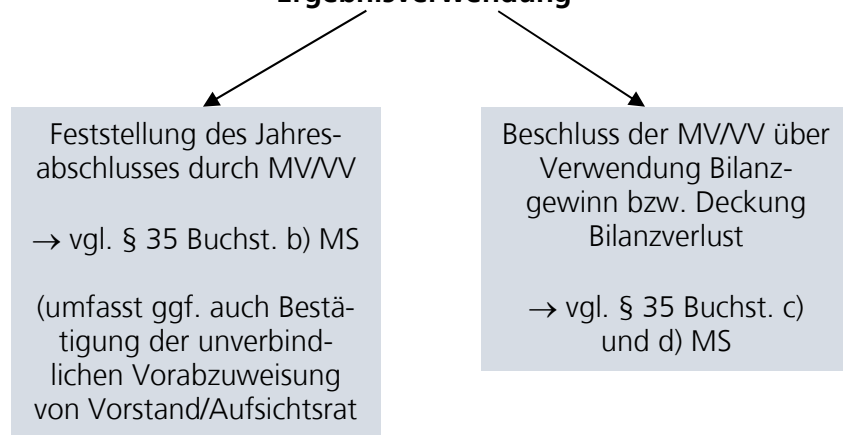 Ergebnisverwendung
Feststellung des Jahres-
abschlusses durch MV/VV
→ vgl. § 35 Buchst. b) MS
(umfasst ggf. auch Bestä-
tigung der unverbind-
lichen Vorabzuweisung
von Vorstand/Aufsichtsrat
Beschluss der MV/VV über
Verwendung Bilanz-
gewinn bzw. Deckung
Bilanzverlust
→ vgl. § 35 Buchst. c)
und d) MS